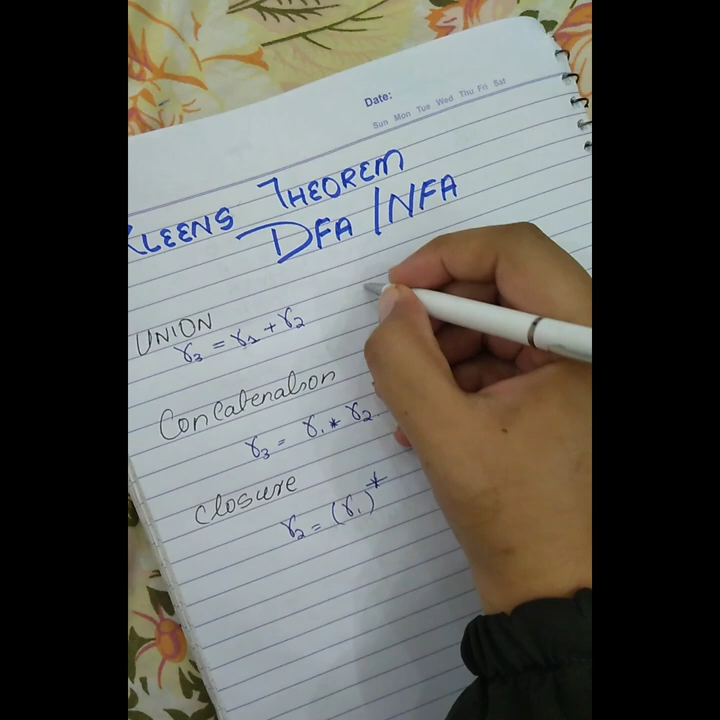 Date:
Sun Mon Tue Wed Thu Fri Sat
KLEENS THEOREM
DFA / NFA
UNION
r₃ = r₁ + r₂
Concatenation
r₃ = r₁ * r₂
Closure
r₂ = (r₁)*